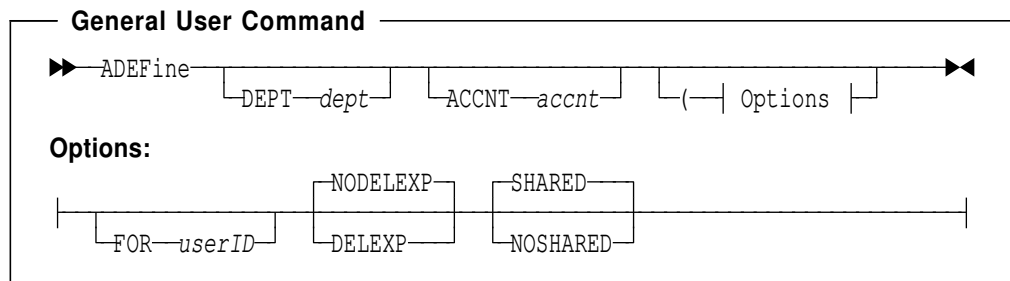 General User Command
ADEFine
DEPT dept
ACCNT accnt
( Options
Options:
NODELEXP
SHARED
FOR userID
DELEXP
NOSHARED